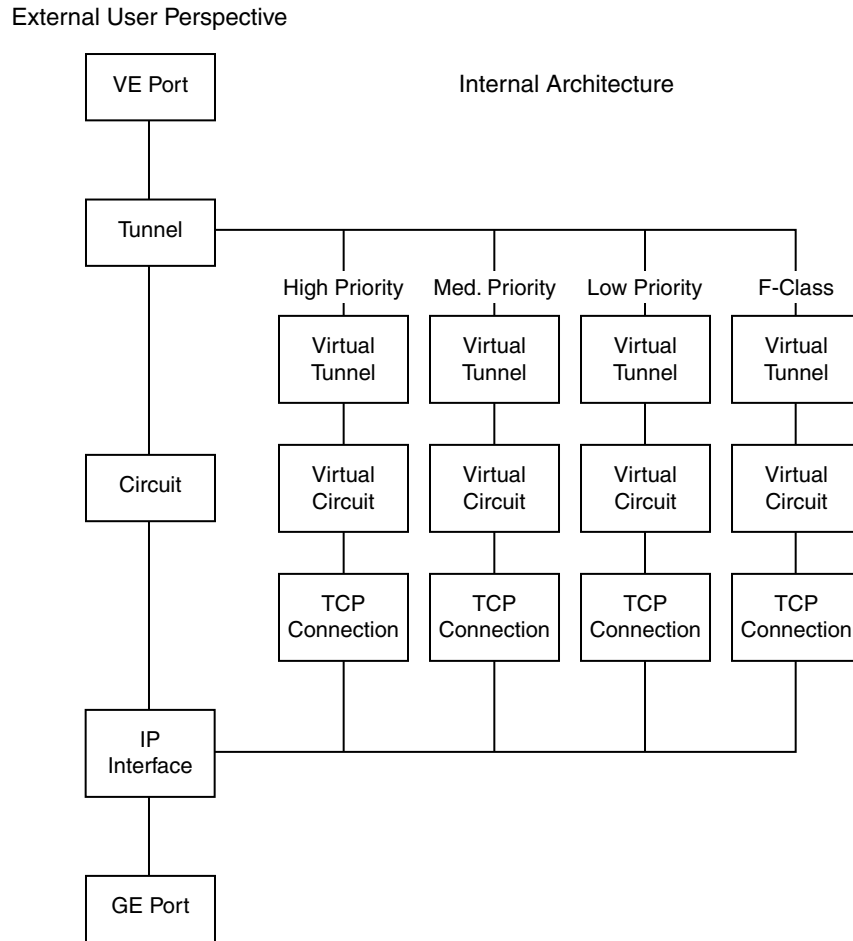 External User Perspective
VE Port
Internal Architecture
Tunnel
High Priority
Med. Priority
Low Priority
F-Class
Virtual
Tunnel
Virtual
Tunnel
Virtual
Tunnel
Virtual
Tunnel
Circuit
Virtual
Circuit
Virtual
Circuit
Virtual
Circuit
Virtual
Circuit
TCP
Connection
TCP
Connection
TCP
Connection
TCP
Connection
IP
Interface
GE Port